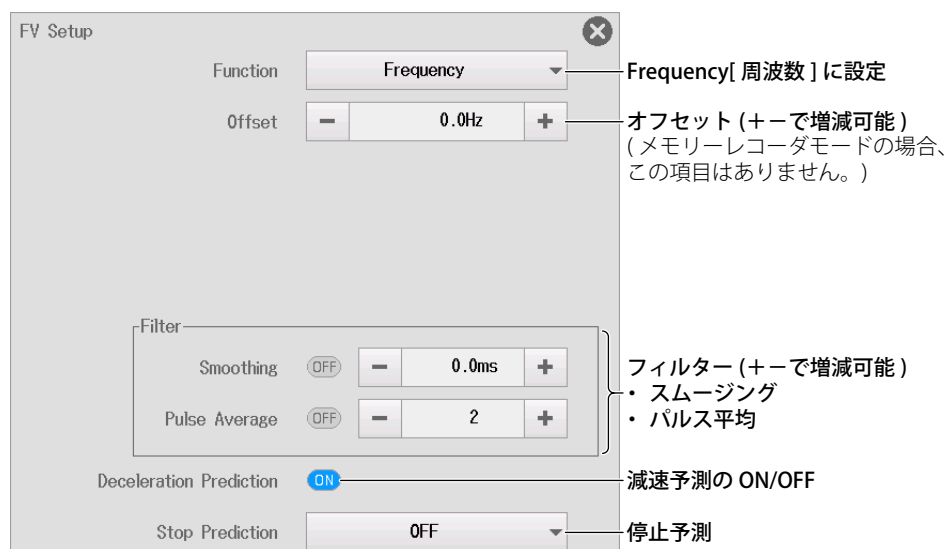 FV Setup
Function Frequency Frequency[ 周波数 ] に設定
Offset 0.0Hz オフセット (＋－で増減可能 )
( メモリーレコーダモードの場合、
この項目はありません。)
Filter
Smoothing OFF 0.0ms フィルター (＋－で増減可能 )
・ スムージング
Pulse Average OFF 2 ・ パルス平均
Deceleration Prediction ON 減速予測の ON/OFF
Stop Prediction OFF 停止予測